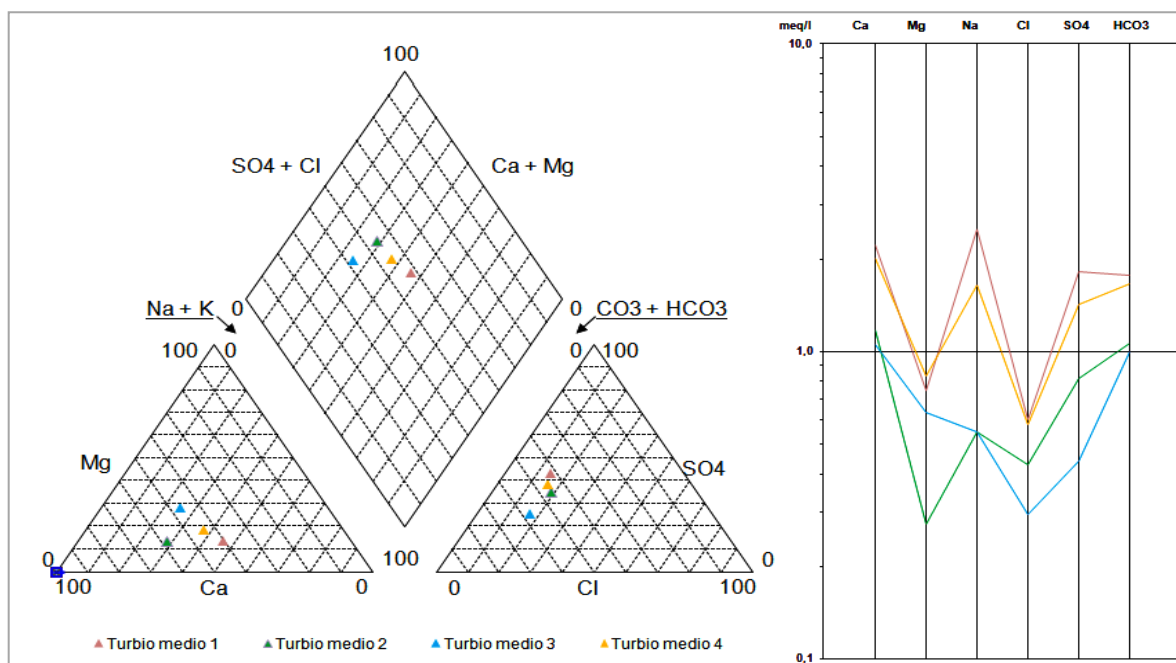 meq/l Ca Mg Na Cl SO4 HCO3
10,0
100
SO4 + Cl Ca + Mg
Na + K 0 0 CO3 + HCO3
100 0 0 100
1,0
Mg SO4
0 100 0
100 Ca 0 0 Cl 100
Turbio medio 1 Turbio medio 2 Turbio medio 3 Turbio medio 4
0,1